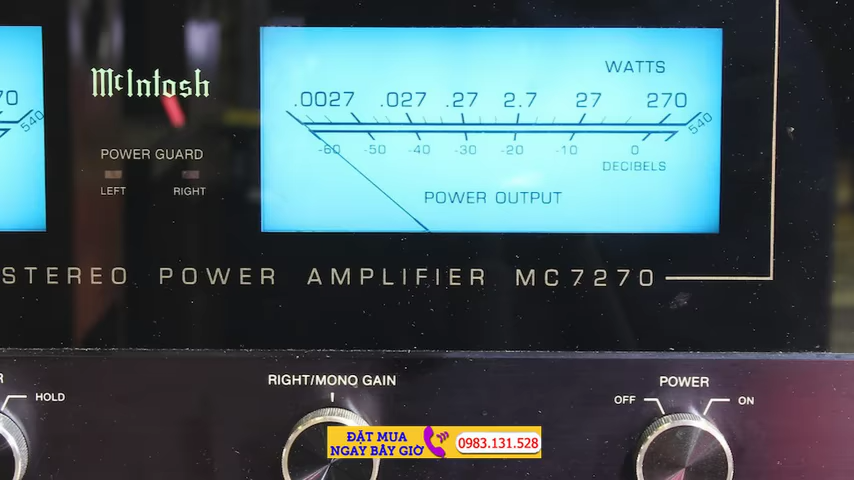 70
540
McIntosh
POWER GUARD
LEFT
RIGHT
WATTS
.0027 .027 .27 2.7 27 270
540
-60 -50 -40 -30 -20 -10 0
DECIBELS
POWER OUTPUT
STEREO POWER AMPLIFIER MC7270
R
HOLD
RIGHT/MONO GAIN
POWER
OFF
ON
ĐẶT MUA
NGAY BÂY GIỜ
0983.131.528